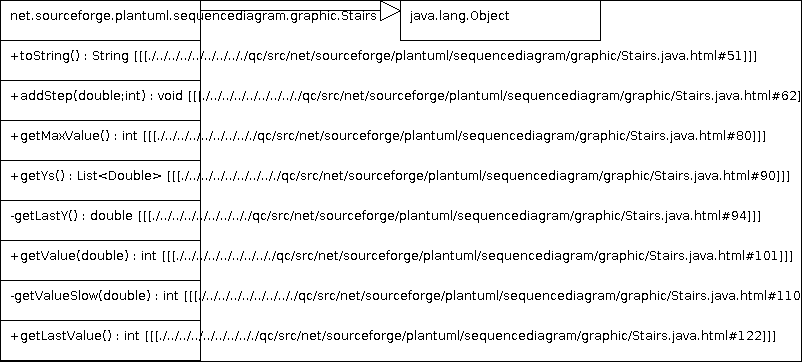 net.sourceforge.plantuml.sequencediagram.graphic.Stairs
java.lang.Object
+toString() : String [[[./../../../../../../../../qc/src/net/sourceforge/plantuml/sequencediagram/graphic/Stairs.java.html#51]]]
+addStep(double;int) : void [[[./../../../../../../../../qc/src/net/sourceforge/plantuml/sequencediagram/graphic/Stairs.java.html#62]
+getMaxValue() : int [[[./../../../../../../../../qc/src/net/sourceforge/plantuml/sequencediagram/graphic/Stairs.java.html#80]]]
+getYs() : List<Double> [[[./../../../../../../../../qc/src/net/sourceforge/plantuml/sequencediagram/graphic/Stairs.java.html#90]]]
-getLastY() : double [[[./../../../../../../../../qc/src/net/sourceforge/plantuml/sequencediagram/graphic/Stairs.java.html#94]]]
+getValue(double) : int [[[./../../../../../../../../qc/src/net/sourceforge/plantuml/sequencediagram/graphic/Stairs.java.html#101]]]
-getValueSlow(double) : int [[[./../../../../../../../../qc/src/net/sourceforge/plantuml/sequencediagram/graphic/Stairs.java.html#110
+getLastValue() : int [[[./../../../../../../../../qc/src/net/sourceforge/plantuml/sequencediagram/graphic/Stairs.java.html#122]]]